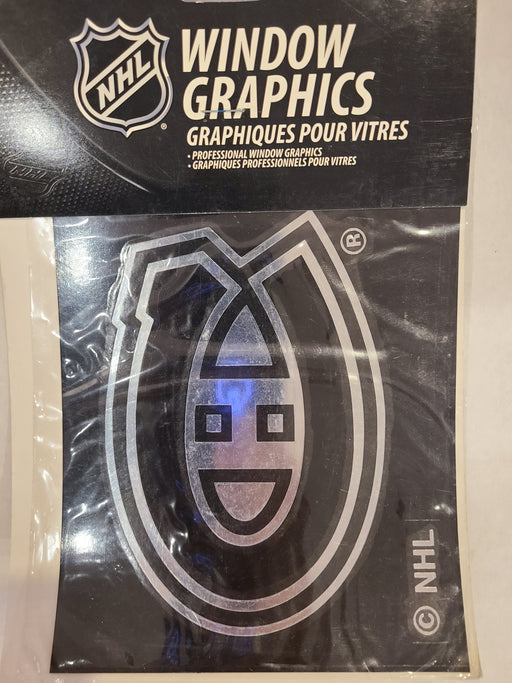 NHL
®
WINDOW
GRAPHICS
GRAPHIQUES POUR VITRES
• PROFESSIONAL WINDOW GRAPHICS
• GRAPHIQUES PROFESSIONNELS POUR VITRES
®
© NHL